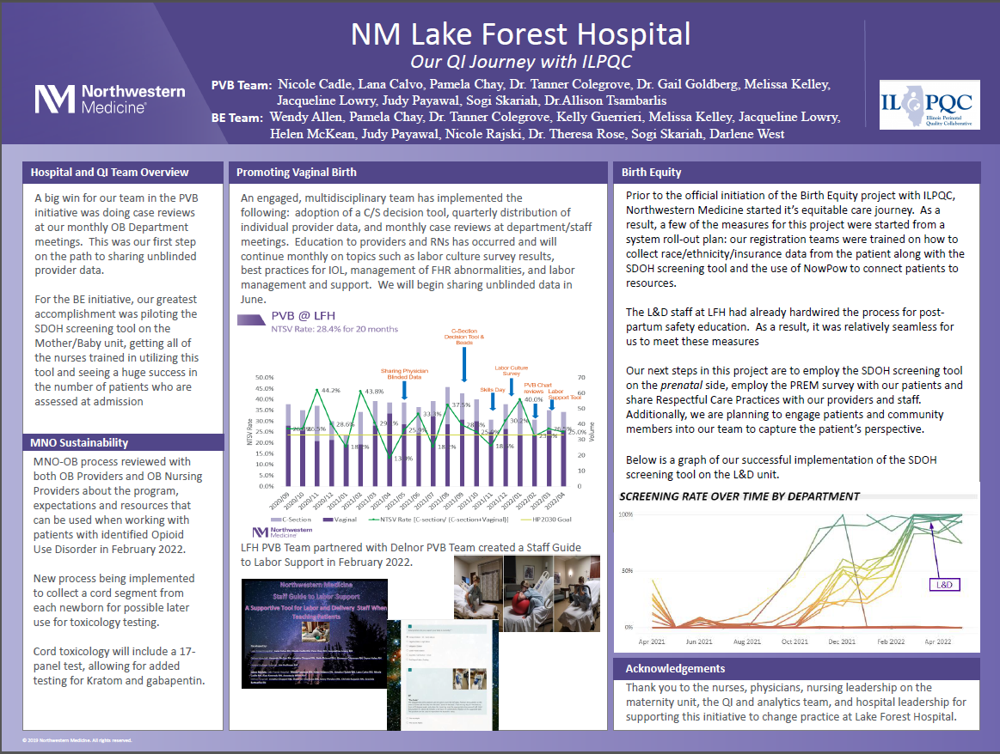 NM Lake Forest Hospital
Our QI Journey with ILPQC
PVB Team: Nicole Cadle, Lana Calvo, Pamela Chay, Dr. Tanner Colegrove, Dr. Gail Goldberg, Melissa Kelley,
Jacqueline Lowry, Judy Payawal, Sogi Skariah, Dr.Allison Tsambarlis
BE Team: Wendy Allen, Pamela Chay, Dr. Tanner Colegrove, Kelly Guerrieri, Melissa Kelley, Jacqueline Lowry,
Helen McKean, Judy Payawal, Nicole Rajski, Dr. Theresa Rose, Sogi Skariah, Darlene West
NM Northwestern
Medicine®
IL PQC
Illinois Perinatal
Quality Collaborative
Hospital and QI Team Overview
A big win for our team in the PVB
initiative was doing case reviews
at our monthly OB Department
meetings. This was our first step
on the path to sharing unblinded
provider data.
For the BE initiative, our greatest
accomplishment was piloting the
SDOH screening tool on the
Mother/Baby unit, getting all of
the nurses trained in utilizing this
tool and seeing a huge success in
the number of patients who are
assessed at admission
MNO Sustainability
MNO-OB process reviewed with
both OB Providers and OB Nursing
Providers about the program,
expectations and resources that
can be used when working with
patients with identified Opioid
Use Disorder in February 2022.
New process being implemented
to collect a cord segment from
each newborn for possible later
use for toxicology testing.
Cord toxicology will include a 17-
panel test, allowing for added
testing for Kratom and gabapentin.
Promoting Vaginal Birth
An engaged, multidisciplinary team has implemented the
following: adoption of a C/S decision tool, quarterly distribution of
individual provider data, and monthly case reviews at department/staff
meetings. Education to providers and RNs has occurred and will
continue monthly on topics such as labor culture survey results,
best practices for IOL, management of FHR abnormalities, and labor
management and support. We will begin sharing unblinded data in
June.
PVB @ LFH
NTSV Rate: 28.4% for 20 months
C-Section
Decision Tool &
Beads
Sharing Physician
Blinded Data
Labor Culture
Survey
Skills Day
PVB Chart
reviews
Labor
Support Tool
50.0%
45.0%
40.0%
35.0%
30.0%
25.0%
20.0%
15.0%
10.0%
5.0%
0.0%
NTSV Rate
44.2%
28.6%
43.8%
37.5%
40.0%
25.0%
70
60
50
40
30
20
10
0
Volume
2020/09 2020/10 2020/11 2020/12 2021/01 2021/02 2021/03 2021/04 2021/05 2021/06 2021/07 2021/08 2021/09 2021/10 2021/11 2021/12 2022/01 2022/02 2022/03 2022/04
C-Section Vaginal NTSV Rate [C-section/ (C-section+Vaginal)] HP2030 Goal
NM Northwestern
Medicine®
LFH PVB Team partnered with Delnor PVB Team created a Staff Guide
to Labor Support in February 2022.
Northwestern Medicine
Staff Guide to Labor Support
A Supportive Tool for Labor and Delivery Staff When
Teaching Patients
Birth Equity
Prior to the official initiation of the Birth Equity project with ILPQC,
Northwestern Medicine started it's equitable care journey. As a
result, a few of the measures for this project were started from a
system roll-out plan: our registration teams were trained on how to
collect race/ethnicity/insurance data from the patient along with the
SDOH screening tool and the use of NowPow to connect patients to
resources.
The L&D staff at LFH had already hardwired the process for post-
partum safety education. As a result, it was relatively seamless for
us to meet these measures
Our next steps in this project are to employ the SDOH screening tool
on the prenatal side, employ the PREM survey with our patients and
share Respectful Care Practices with our providers and staff.
Additionally, we are planning to engage patients and community
members into our team to capture the patient's perspective.
Below is a graph of our successful implementation of the SDOH
screening tool on the L&D unit.
SCREENING RATE OVER TIME BY DEPARTMENT
100%
50%
0%
L&D
Apr 2021 Jun 2021 Aug 2021 Oct 2021 Dec 2021 Feb 2022 Apr 2022
Acknowledgements
Thank you to the nurses, physicians, nursing leadership on the
maternity unit, the QI and analytics team, and hospital leadership for
supporting this initiative to change practice at Lake Forest Hospital.
© 2019 Northwestern Medicine. All rights reserved.